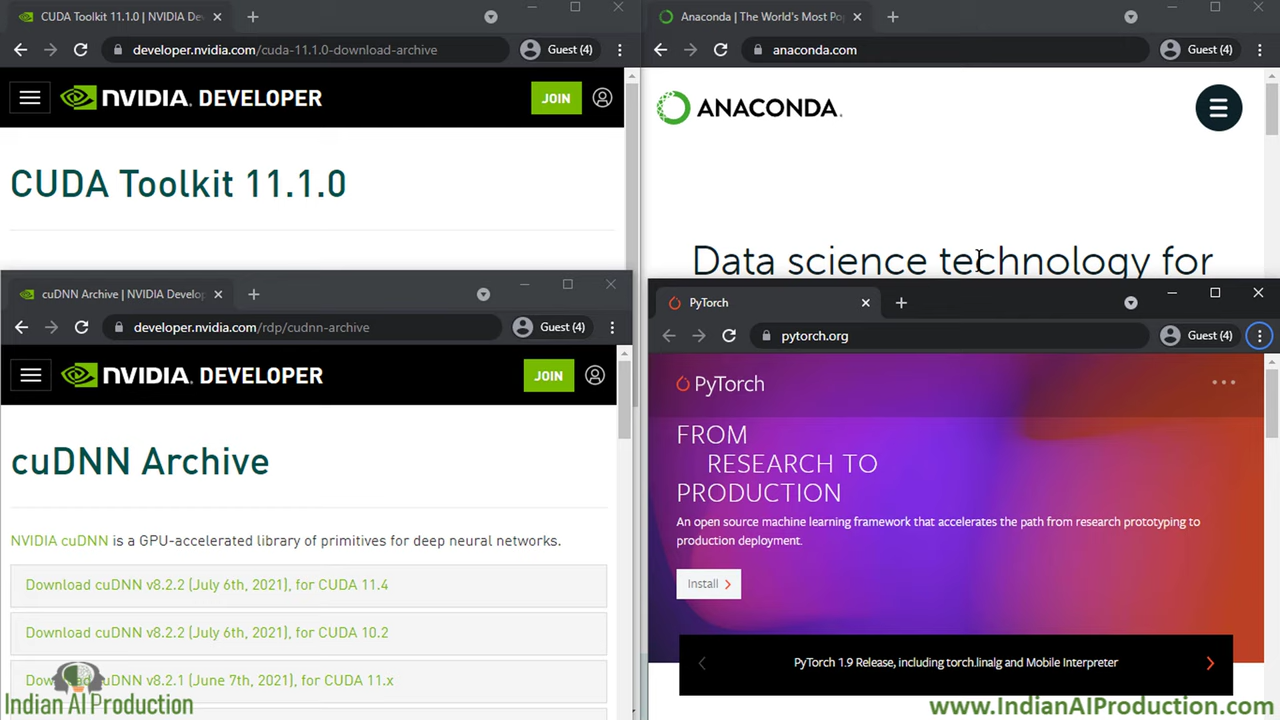 CUDA Toolkit 11.1.0 | NVIDIA De
developer.nvidia.com/cuda-11.1.0-download-archive
Guest (4)
NVIDIA. DEVELOPER
JOIN
CUDA Toolkit 11.1.0
Anaconda | The World's Most Po
anaconda.com
Guest (4)
ANACONDA.
Data science technology for
cuDNN Archive | NVIDIA Develo
developer.nvidia.com/rdp/cudnn-archive
Guest (4)
NVIDIA. DEVELOPER
JOIN
cuDNN Archive
NVIDIA cuDNN is a GPU-accelerated library of primitives for deep neural networks.
Download cuDNN v8.2.2 (July 6th, 2021), for CUDA 11.4
Download cuDNN v8.2.2 (July 6th, 2021), for CUDA 10.2
cuDNN v8.2.1 (June 7th, 2021), for CUDA 11.x
Indian AI Production
PyTorch
pytorch.org
Guest (4)
PyTorch
FROM
RESEARCH TO
PRODUCTION
An open source machine learning framework that accelerates the path from research prototyping to
production deployment.
Install
PyTorch 1.9 Release, including torch.linalg and Mobile Interpreter
www.IndianAIProduction.com